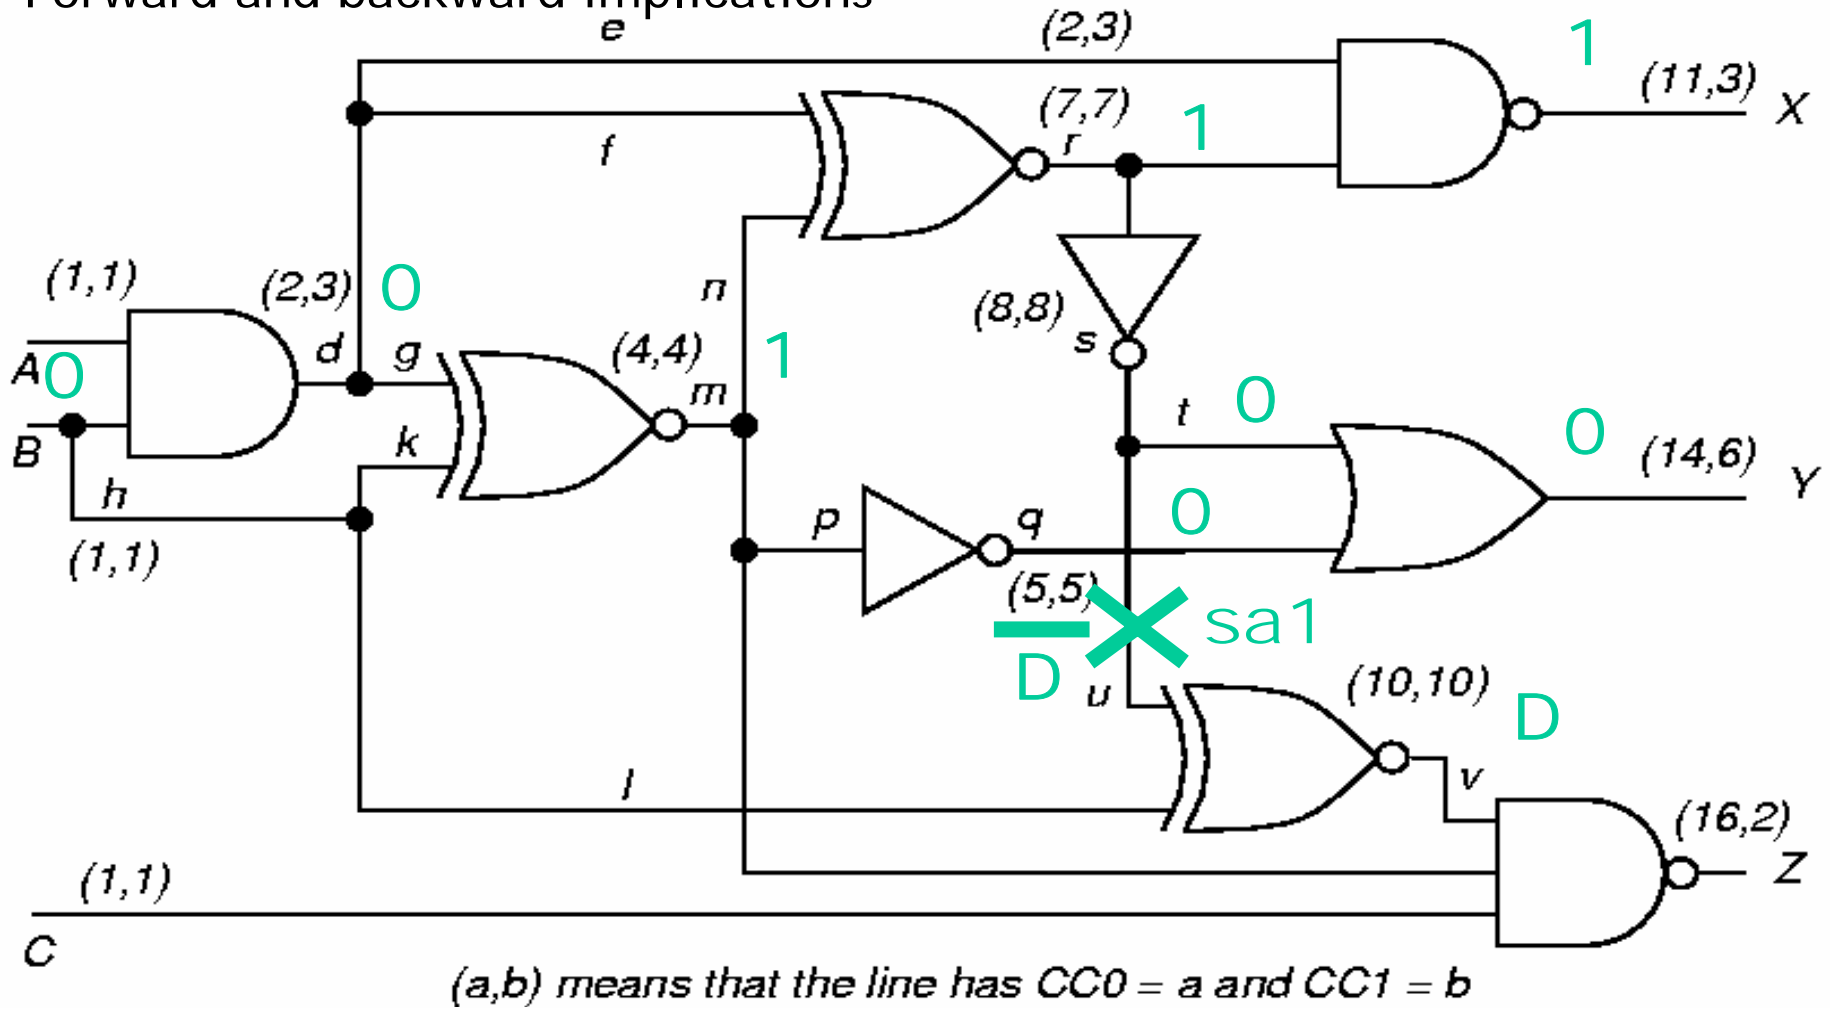 Forward and backward implications
e (2,3) 1
(11,3) X
(7,7) 1
f r
(1,1) (2,3) 0 n (8,8) s
A 0 d g (4,4) m 1
t 0 0
B k (14,6) Y
h p q 0
(1,1) (5,5) sa1
D u (10,10) D
l v
(16,2)
(1,1) Z
C
(a,b) means that the line has CC0 = a and CC1 = b